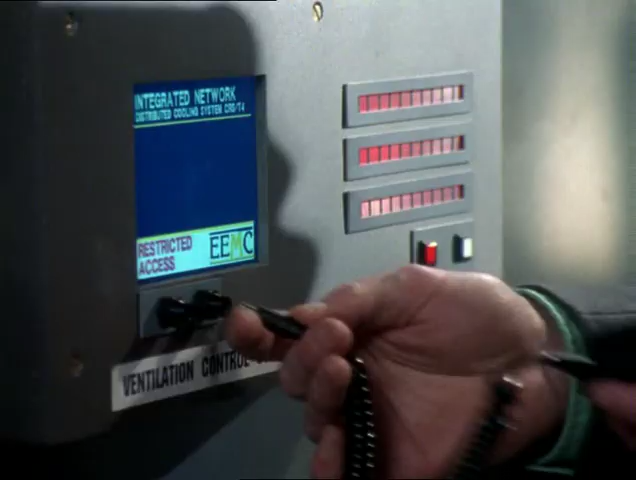 INTEGRATED NETWORK
DISTRIBUTED COOLING SYSTEM CRD/T4
RESTRICTED
ACCESS
EEMC
VENTILATION CONTROL